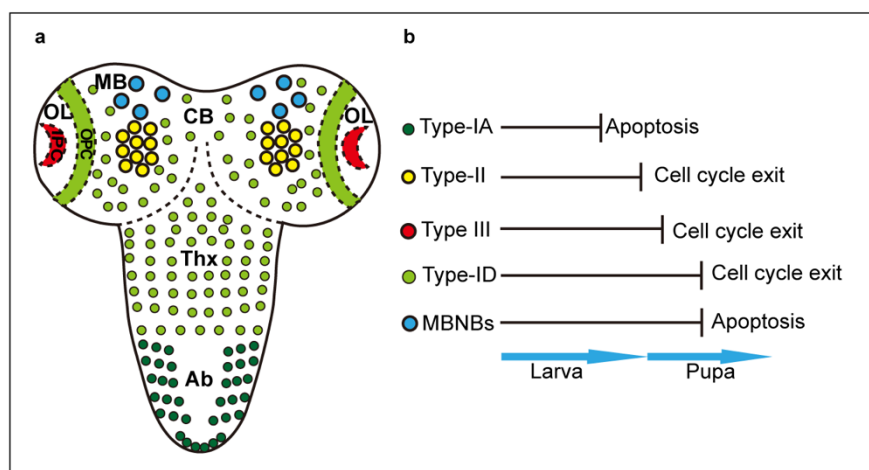 a
MB
OL
IPC
OPC
CB
OL
Thx
Ab
b
Type-IA Apoptosis
Type-II Cell cycle exit
Type III Cell cycle exit
Type-ID Cell cycle exit
MBNBs Apoptosis
Larva Pupa